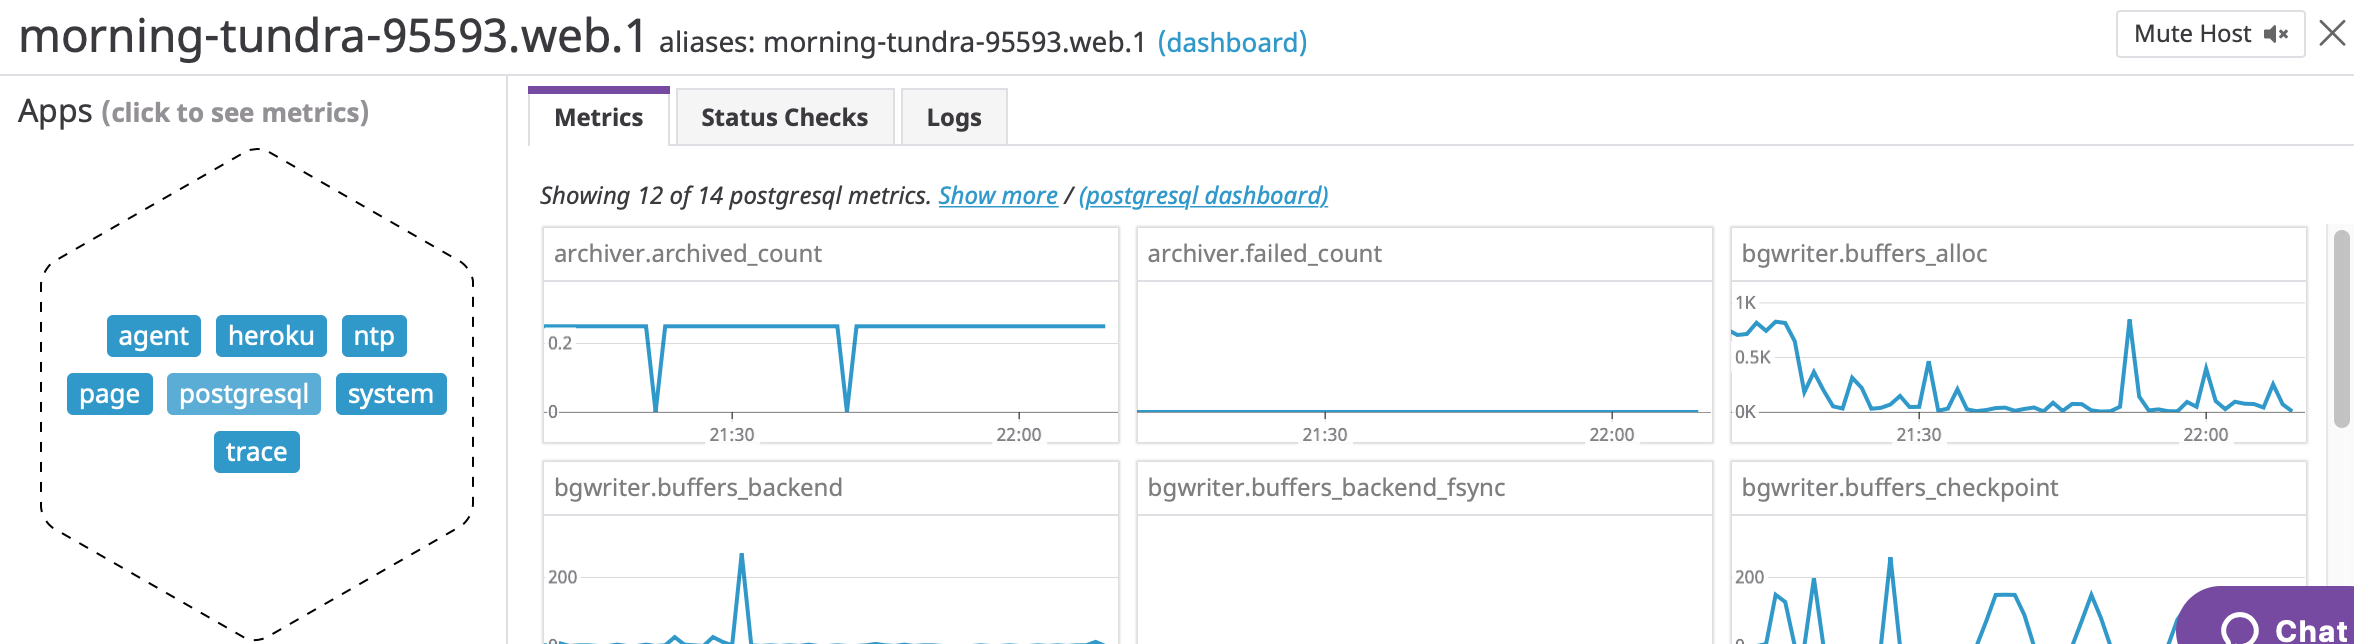 morning-tundra-95593.web.1 aliases: morning-tundra-95593.web.1 (dashboard)
Mute Host
Apps (click to see metrics)
agent heroku ntp
page postgresql system
trace
Metrics Status Checks Logs
Showing 12 of 14 postgresql metrics. Show more / (postgresql dashboard)
archiver.archived_count
0.2
0
21:30 22:00
archiver.failed_count
21:30 22:00
bgwriter.buffers_alloc
1K
0.5K
0K
21:30 22:00
bgwriter.buffers_backend
200
0
bgwriter.buffers_backend_fsync
bgwriter.buffers_checkpoint
200
0
Chat